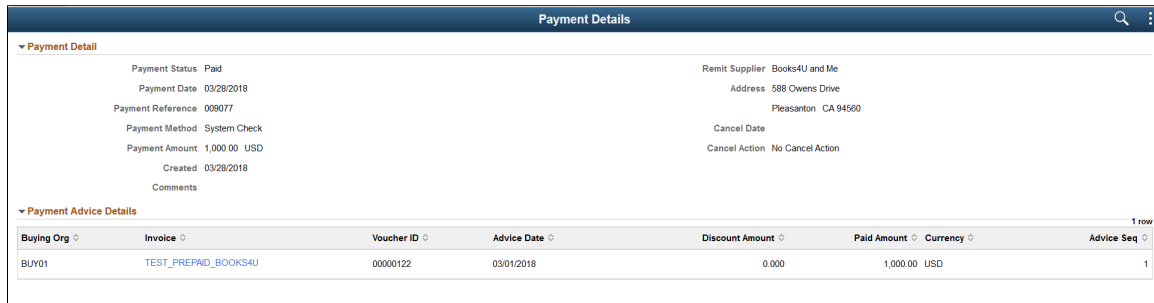 Payment Details
Payment Detail
Payment Status Paid
Remit Supplier Books4U and Me
Payment Date 03/28/2018
Address 588 Owens Drive
Payment Reference 009077
Pleasanton CA 94560
Payment Method System Check
Cancel Date
Payment Amount 1,000.00 USD
Cancel Action No Cancel Action
Created 03/28/2018
Comments
Payment Advice Details
1 row
Buying Org Invoice Voucher ID Advice Date Discount Amount Paid Amount Currency Advice Seq
BUY01 TEST_PREPAID_BOOKS4U 00000122 03/01/2018 0.000 1,000.00 USD 1